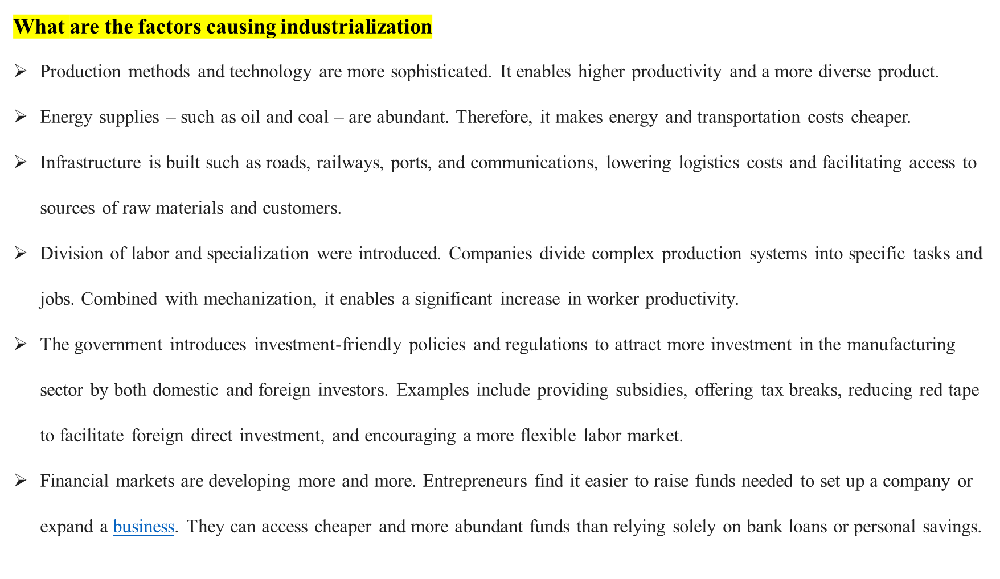 What are the factors causing industrialization
➢ Production methods and technology are more sophisticated. It enables higher productivity and a more diverse product.
➢ Energy supplies – such as oil and coal – are abundant. Therefore, it makes energy and transportation costs cheaper.
➢ Infrastructure is built such as roads, railways, ports, and communications, lowering logistics costs and facilitating access to
sources of raw materials and customers.
➢ Division of labor and specialization were introduced. Companies divide complex production systems into specific tasks and
jobs. Combined with mechanization, it enables a significant increase in worker productivity.
➢ The government introduces investment-friendly policies and regulations to attract more investment in the manufacturing
sector by both domestic and foreign investors. Examples include providing subsidies, offering tax breaks, reducing red tape
to facilitate foreign direct investment, and encouraging a more flexible labor market.
➢ Financial markets are developing more and more. Entrepreneurs find it easier to raise funds needed to set up a company or
expand a business. They can access cheaper and more abundant funds than relying solely on bank loans or personal savings.